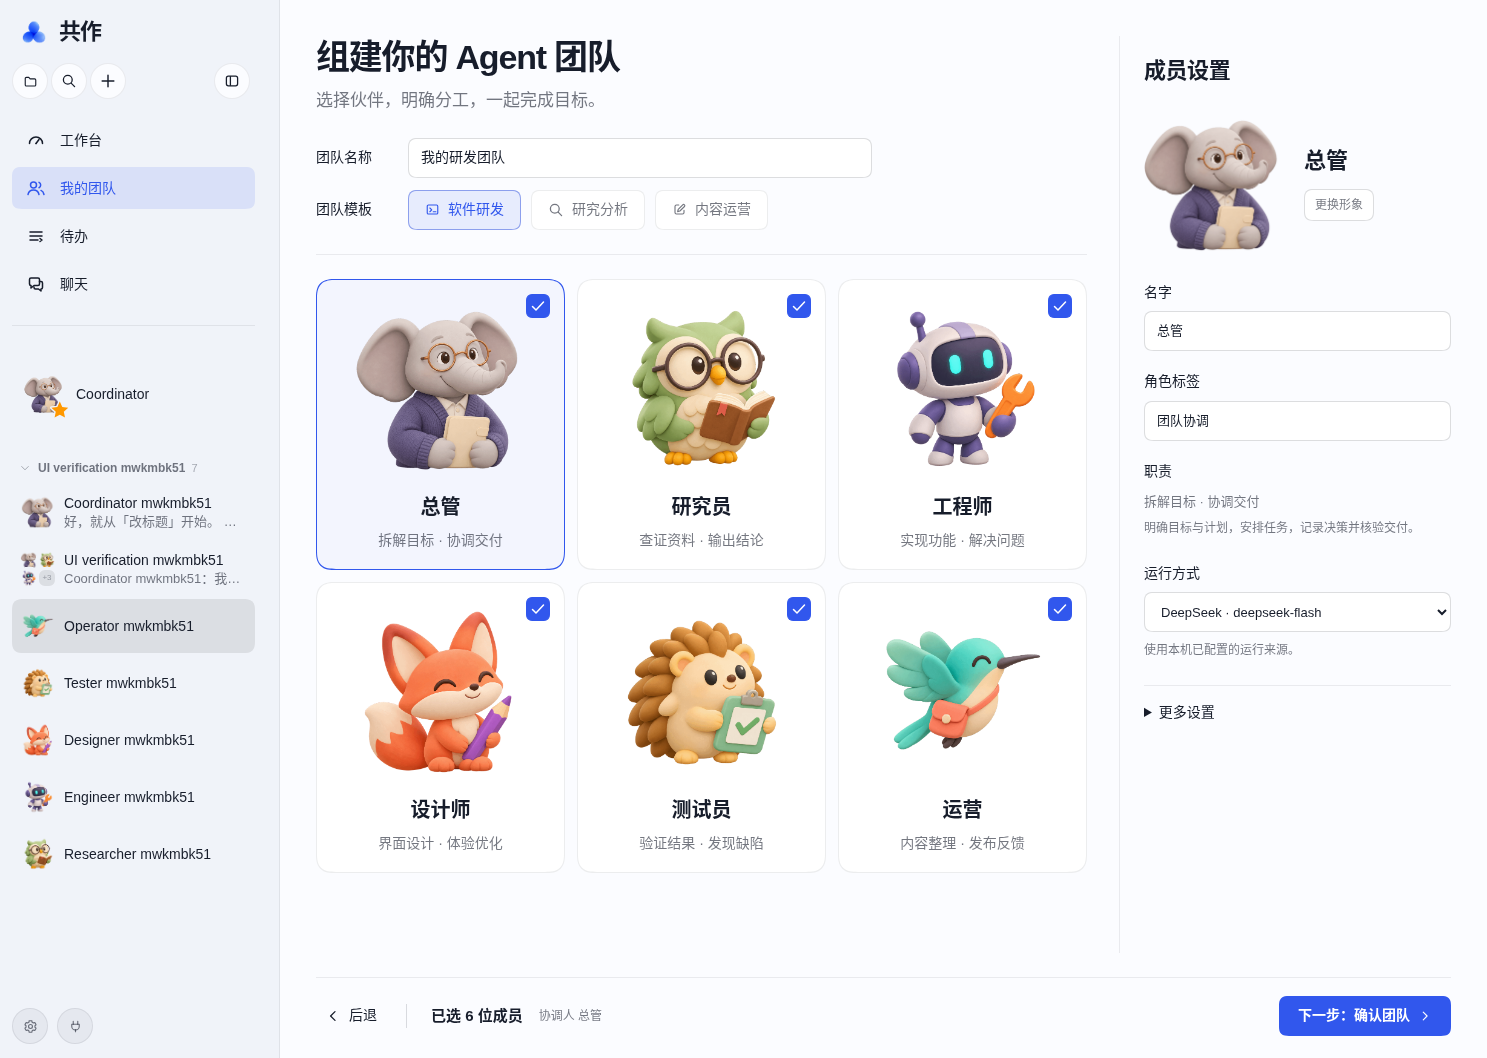 共作
工作台
我的团队
待办
聊天
Coordinator
UI verification mwkmbk51 7
Coordinator mwkmbk51
好，就从「改标题」开始。 …
UI verification mwkmbk51
+3
Coordinator mwkmbk51：我…
Operator mwkmbk51
Tester mwkmbk51
Designer mwkmbk51
Engineer mwkmbk51
Researcher mwkmbk51
组建你的 Agent 团队
选择伙伴，明确分工，一起完成目标。
团队名称
我的研发团队
团队模板
软件研发
研究分析
内容运营
总管
拆解目标 · 协调交付
研究员
查证资料 · 输出结论
工程师
实现功能 · 解决问题
设计师
界面设计 · 体验优化
测试员
验证结果 · 发现缺陷
运营
内容整理 · 发布反馈
成员设置
总管
更换形象
名字
总管
角色标签
团队协调
职责
拆解目标 · 协调交付
明确目标与计划，安排任务，记录决策并核验交付。
运行方式
DeepSeek · deepseek-flash
使用本机已配置的运行来源。
更多设置
后退
已选 6 位成员
协调人 总管
下一步：确认团队